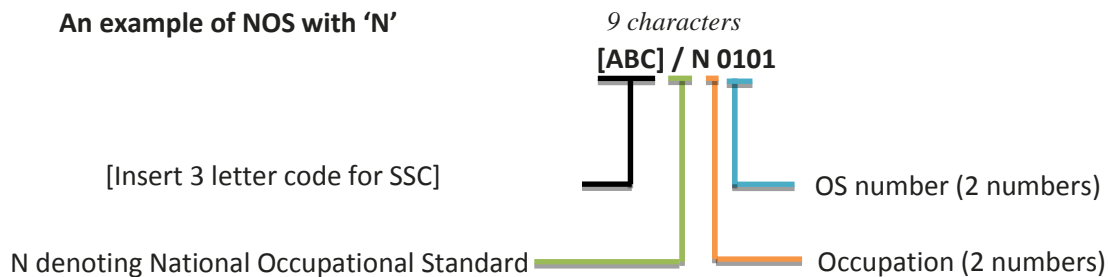 An example of NOS with ‘N’
9 characters
[ABC] / N 0101
[Insert 3 letter code for SSC]
OS number (2 numbers)
N denoting National Occupational Standard
Occupation (2 numbers)